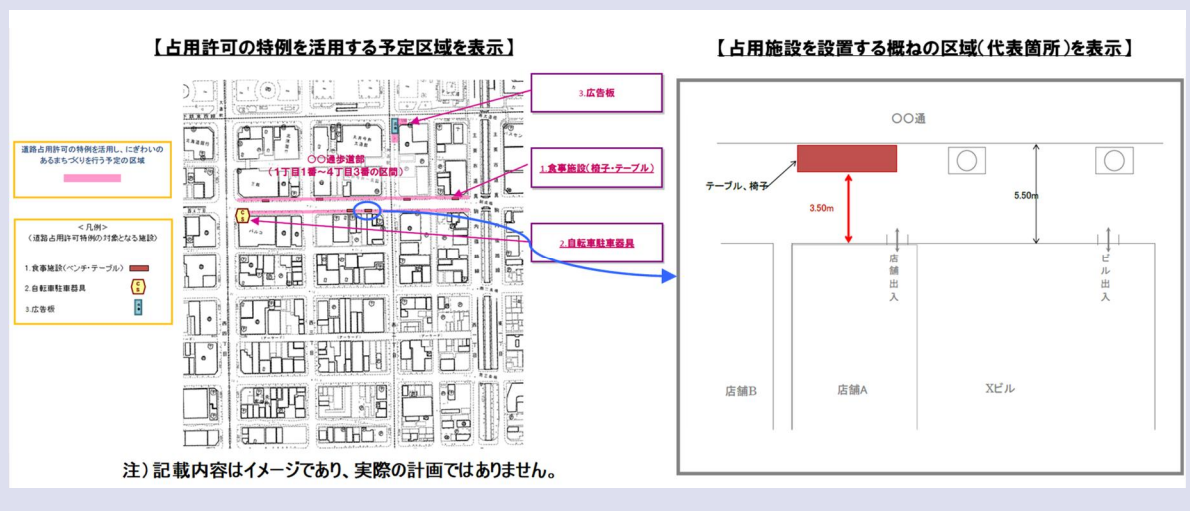 【占用許可の特例を活用する予定区域を表示】
【占用施設を設置する概ねの区域(代表箇所)を表示】
道路占用許可の特例を活用し、にぎわいの
あるまちづくりを行う予定の区域
<凡例>
(道路占用許可特例の対象となる施設)
1.食事施設(ベンチ・テーブル)
2.自転車駐車器具
3.広告板
○○通歩道部
(1丁目1番~4丁目3番の区間)
パルコ
3.広告板
1.食事施設(椅子・テーブル)
2.自転車駐車器具
○○通
テーブル、椅子
3.50m
5.50m
店舗出入
ビル出入
店舗B
店舗A
Xビル
注)記載内容はイメージであり、実際の計画ではありません。